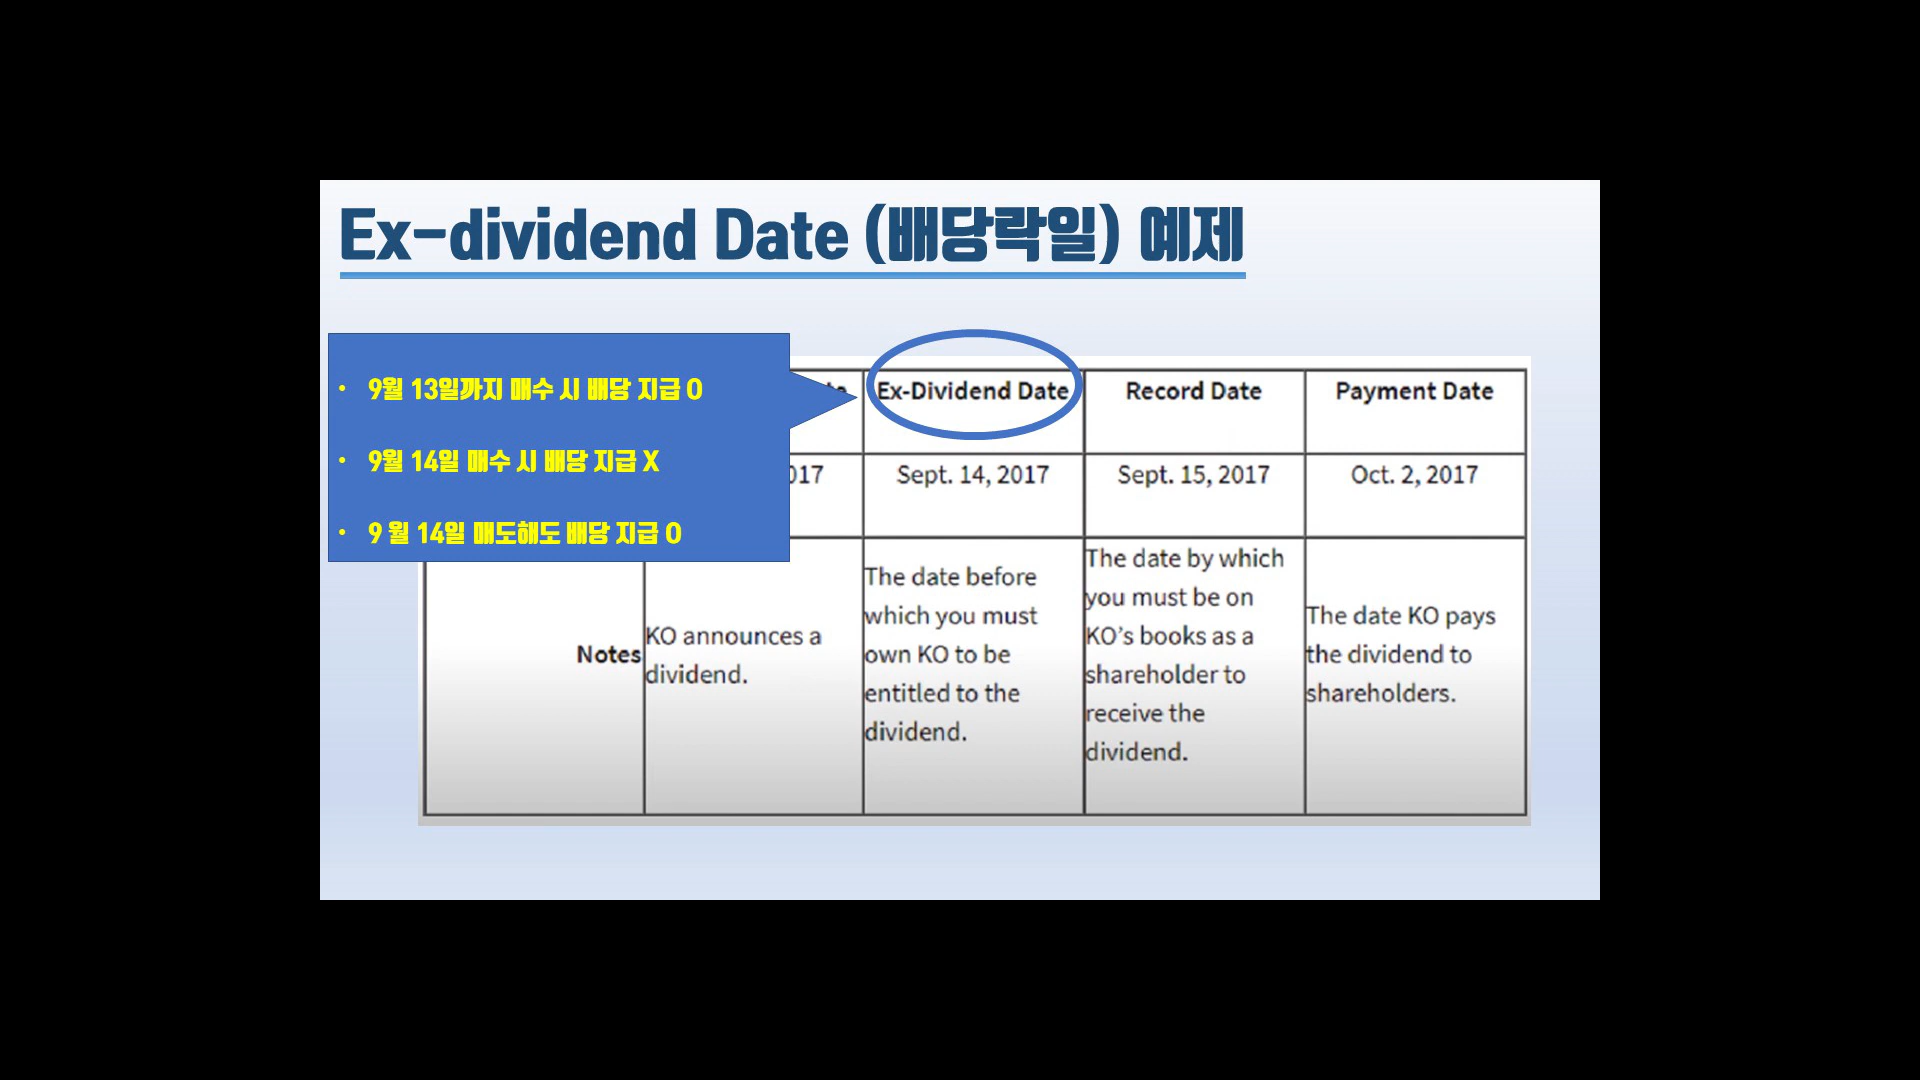 Ex-dividend Date (배당락일) 예제
• 9월 13일까지 매수 시 배당 지급 O
• 9월 14일 매수 시 배당 지급 X
• 9 월 14일 매도해도 배당 지급 O
Ex-Dividend Date
Record Date
Payment Date
017
Sept. 14, 2017
Sept. 15, 2017
Oct. 2, 2017
Notes
KO announces a
dividend.
The date before
which you must
own KO to be
entitled to the
dividend.
The date by which
you must be on
KO’s books as a
shareholder to
receive the
dividend.
The date KO pays
the dividend to
shareholders.